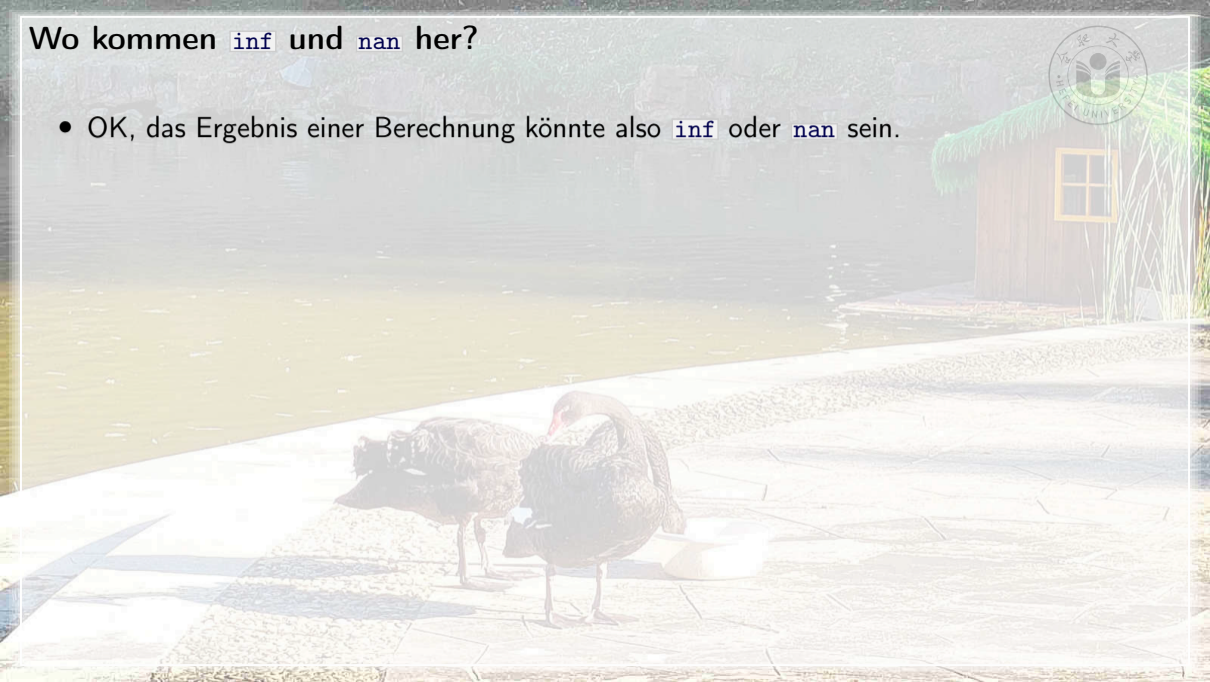 Wo kommen inf und nan her?
• OK, das Ergebnis einer Berechnung könnte also inf oder nan sein.